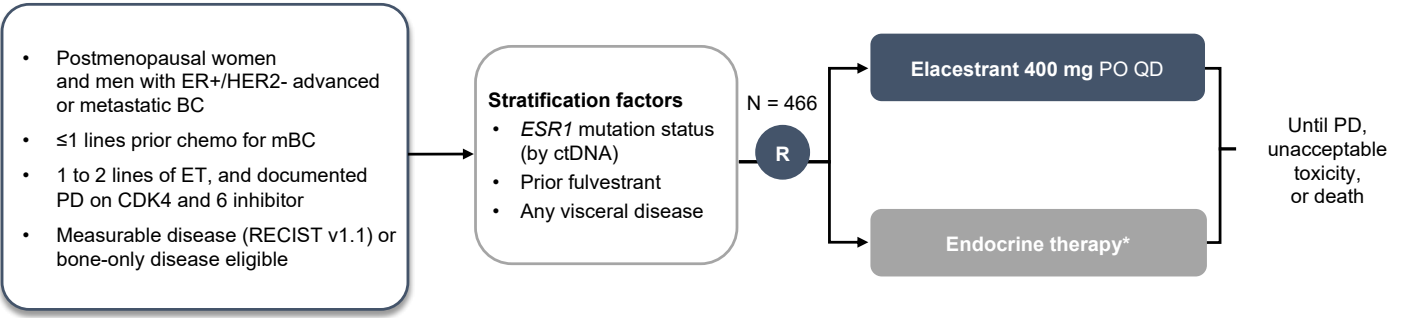 • Postmenopausal women
and men with ER+/HER2- advanced
or metastatic BC
• ≤1 lines prior chemo for mBC
• 1 to 2 lines of ET, and documented
PD on CDK4 and 6 inhibitor
• Measurable disease (RECIST v1.1) or
bone-only disease eligible
Stratification factors
• ESR1 mutation status
(by ctDNA)
• Prior fulvestrant
• Any visceral disease
N = 466
R
Elacestrant 400 mg PO QD
Endocrine therapy*
Until PD,
unacceptable
toxicity,
or death